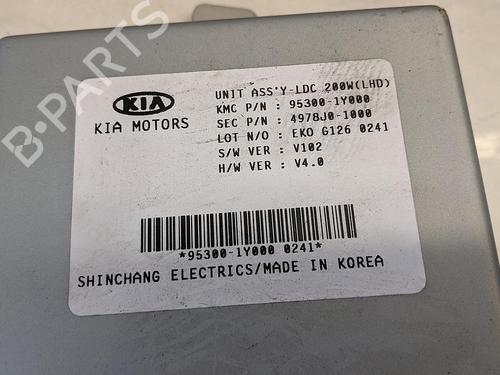 B-PARTS
KIA
KIA MOTORS
UNIT ASS'Y-LDC 200W(LHD)
KMC P/N : 95300-1Y000
SEC P/N : 4978J0-1000
LOT N/O : EKO G126 0241
S/W VER : V102
H/W VER : V4.0
*95300-1Y000 0241*
SHINCHANG ELECTRICS/MADE IN KOREA